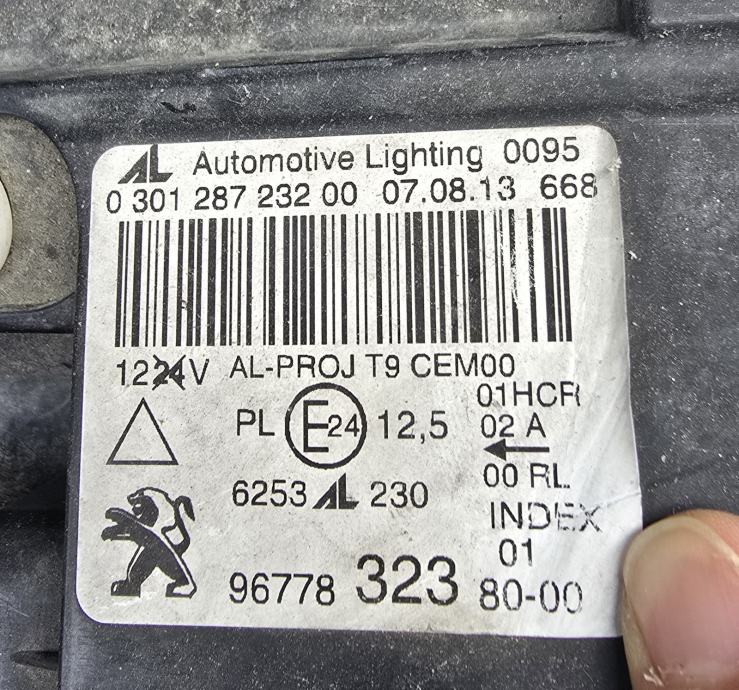 AL Automotive Lighting 0095
0 301 287 232 00 07.08.13 668
1224V AL-PROJ T9 CEM00
01HCR
PL E24 12,5 02 A
00 RL
6253 AL 230
INDEX
01
96778 323 80-00